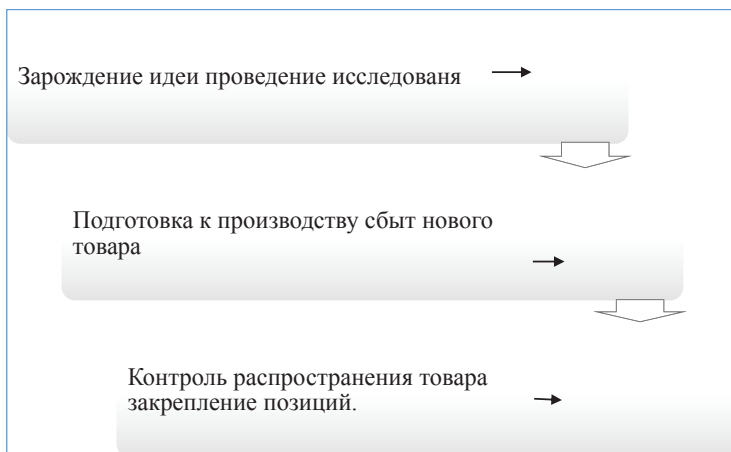 Зарождение идеи проведение исследованя
Подготовка к производству сбыт нового
товара
Контроль распространения товара
закрепление позиций.